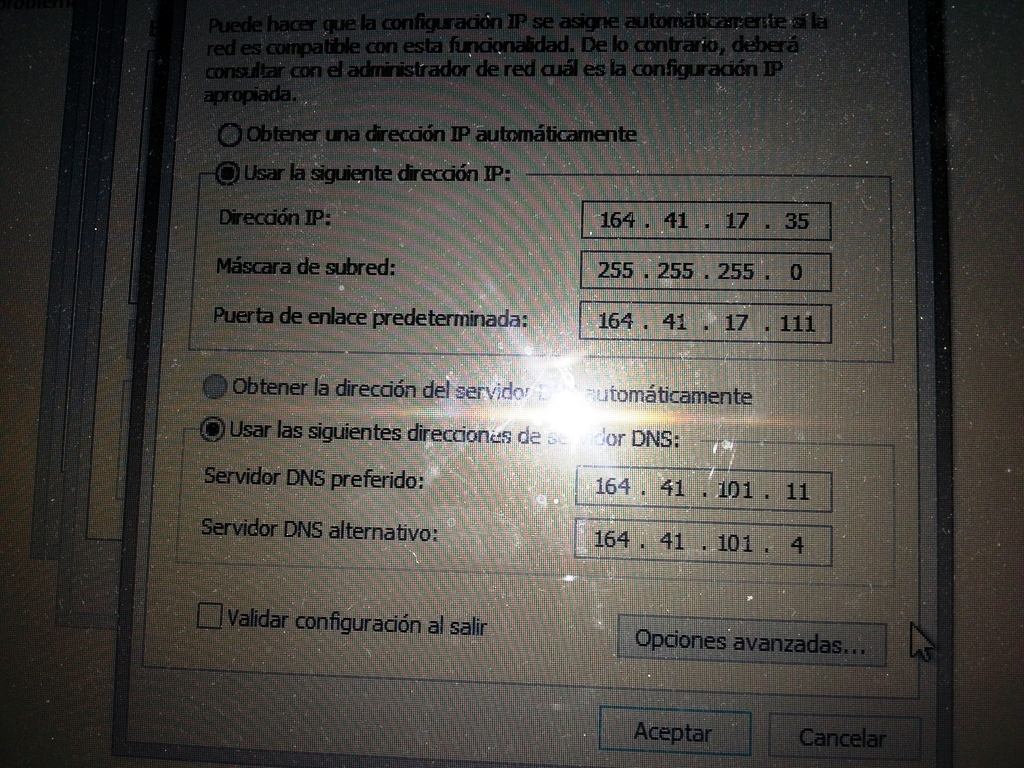 Puede hacer que la configuración IP se asigne automáticamente si la
red es compatible con esta funcionalidad. De lo contrario, deberá
consultar con el administrador de red cuál es la configuración IP
apropiada.
Obtener una dirección IP automáticamente
Usar la siguiente dirección IP:
Dirección IP: 164 . 41 . 17 . 35
Máscara de subred: 255 . 255 . 255 . 0
Puerta de enlace predeterminada: 164 . 41 . 17 . 111
Obtener la dirección del servidor automáticamente
Usar las siguientes direcciones de servidor DNS:
Servidor DNS preferido: 164 . 41 . 101 . 11
Servidor DNS alternativo: 164 . 41 . 101 . 4
Validar configuración al salir
Opciones avanzadas...
Aceptar Cancelar